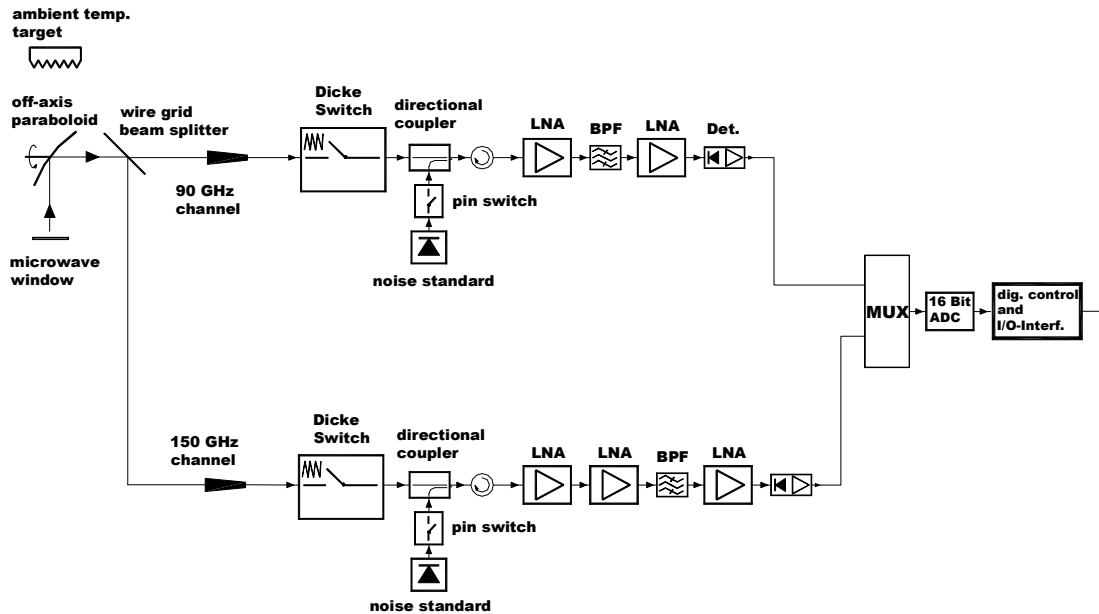 ambient temp.
target
off-axis
paraboloid
wire grid
beam splitter
microwave
window
90 GHz
channel
Dicke
Switch
directional
coupler
pin switch
noise standard
LNA
BPF
LNA
Det.
MUX
16 Bit
ADC
dig. control
and
I/O-Interf.
150 GHz
channel
Dicke
Switch
directional
coupler
pin switch
noise standard
LNA
LNA
BPF
LNA